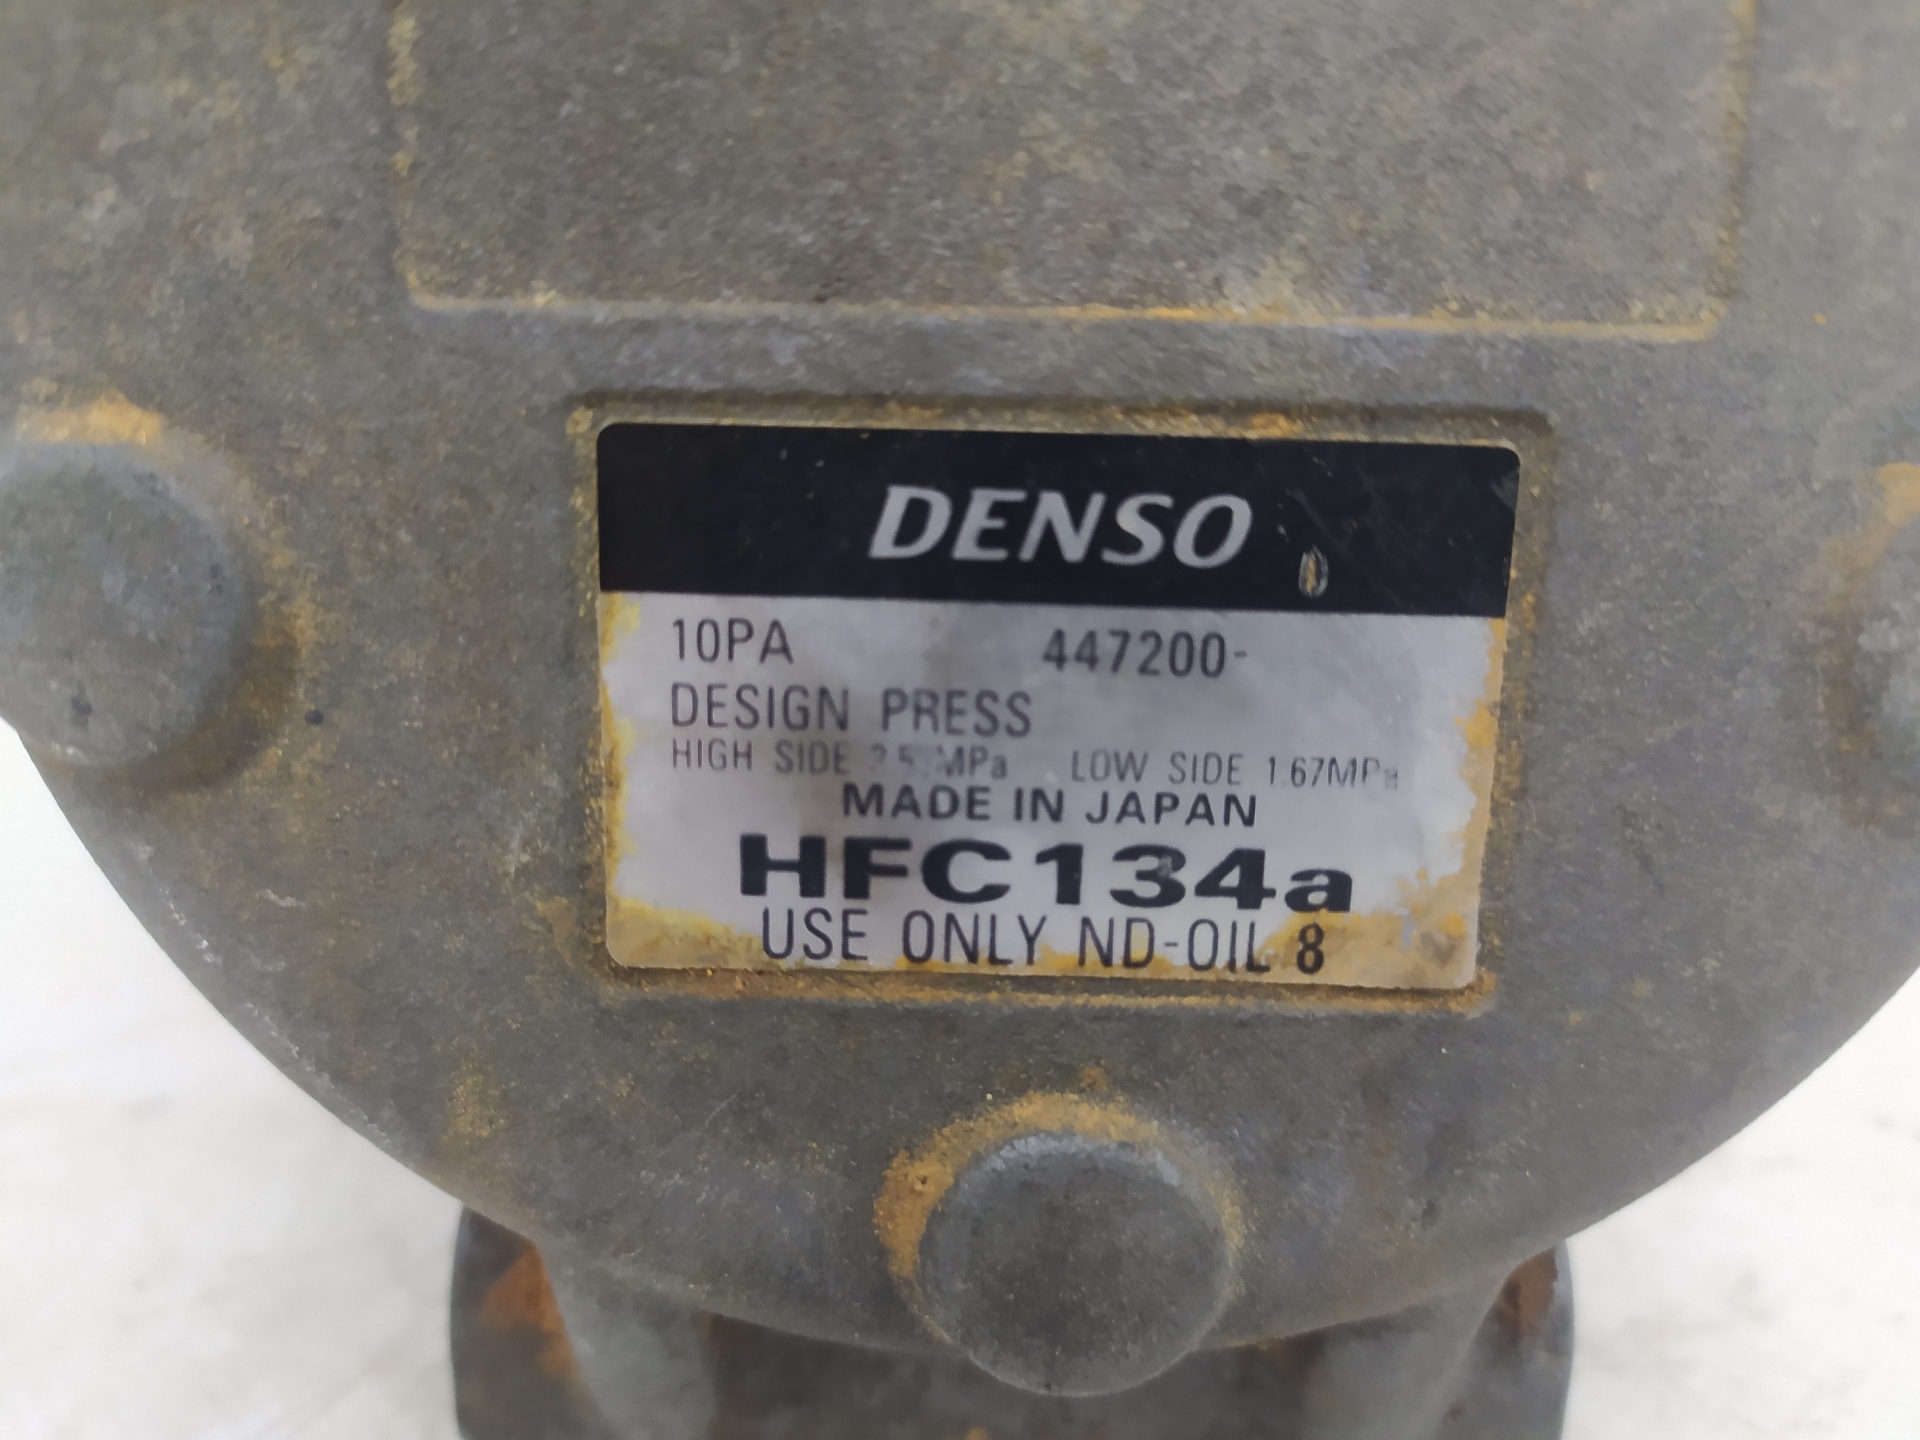 DENSO
10PA 447200-
DESIGN PRESS
HIGH SIDE LOW SIDE 1.67MPa
MADE IN JAPAN
HFC134a
USE ONLY ND-OIL 8